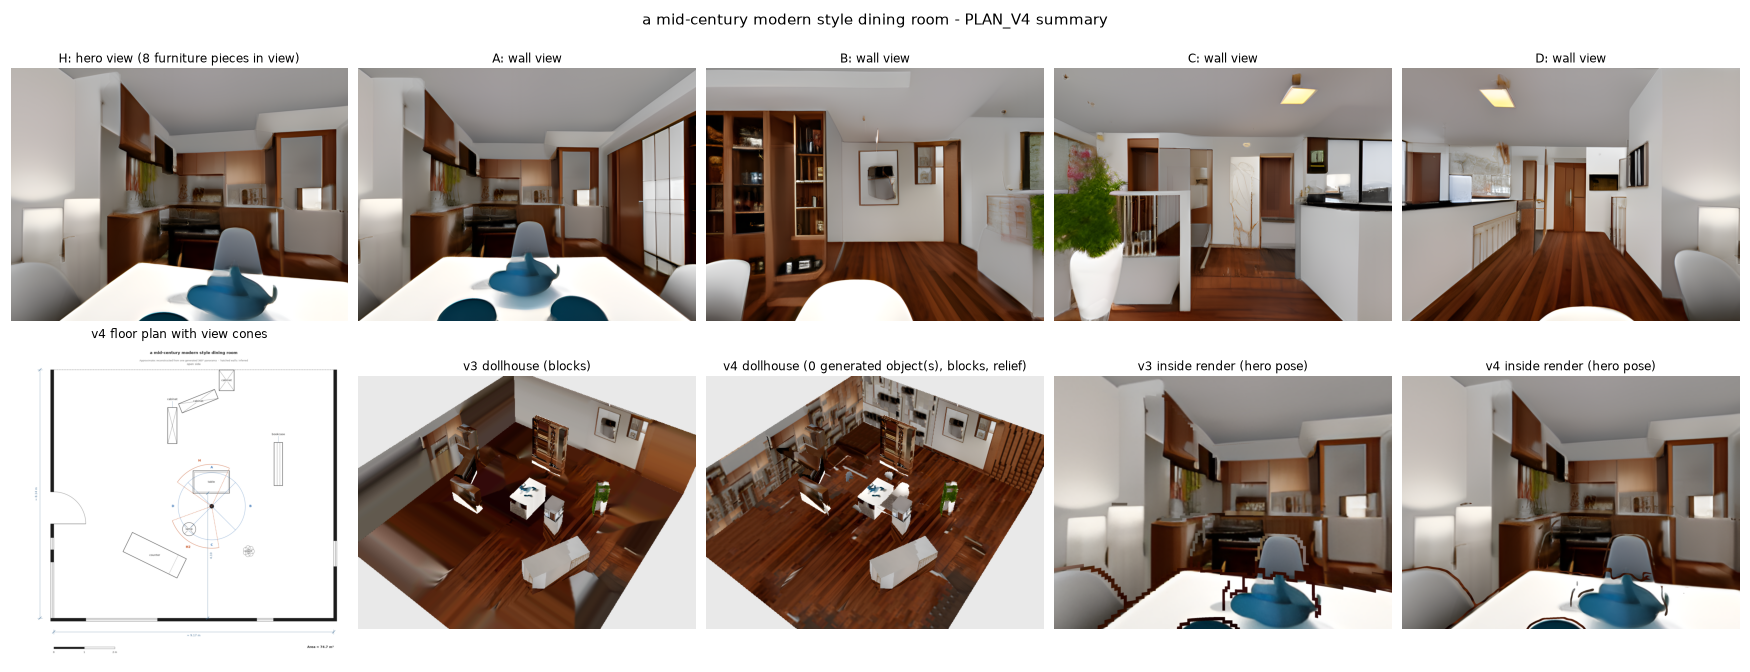 a mid-century modern style dining room - PLAN_V4 summary
H: hero view (8 furniture pieces in view)
A: wall view
B: wall view
C: wall view
D: wall view
v4 floor plan with view cones
a mid-century modern style dining room
v3 dollhouse (blocks)
v4 dollhouse (0 generated object(s), blocks, relief)
v3 inside render (hero pose)
v4 inside render (hero pose)